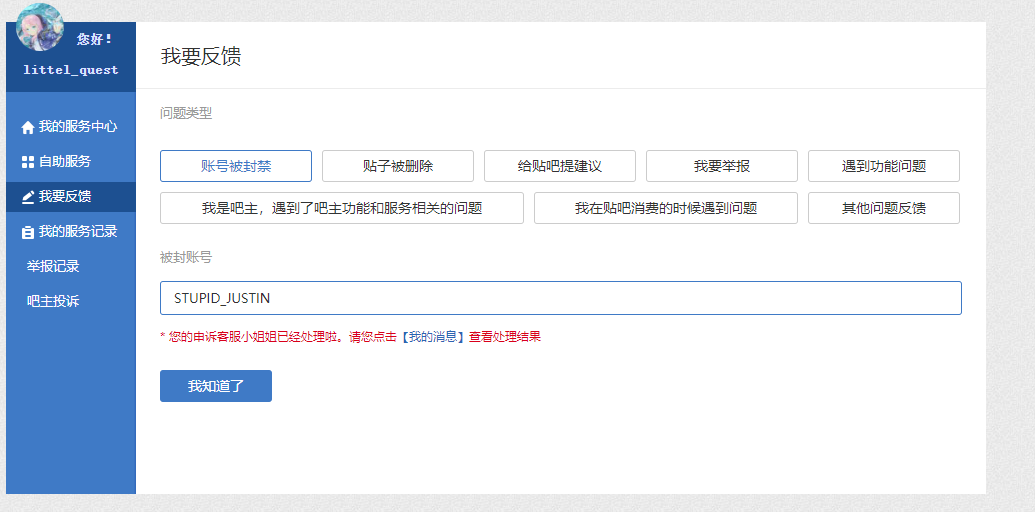 您好!
littel_quest
我的服务中心
自助服务
我要反馈
我的服务记录
举报记录
吧主投诉
我要反馈
问题类型
账号被封禁 贴子被删除 给贴吧提建议 我要举报 遇到功能问题
我是吧主，遇到了吧主功能和服务相关的问题 我在贴吧消费的时候遇到问题 其他问题反馈
被封账号
STUPID_JUSTIN
* 您的申诉客服小姐姐已经处理啦。请您点击【我的消息】查看处理结果
我知道了